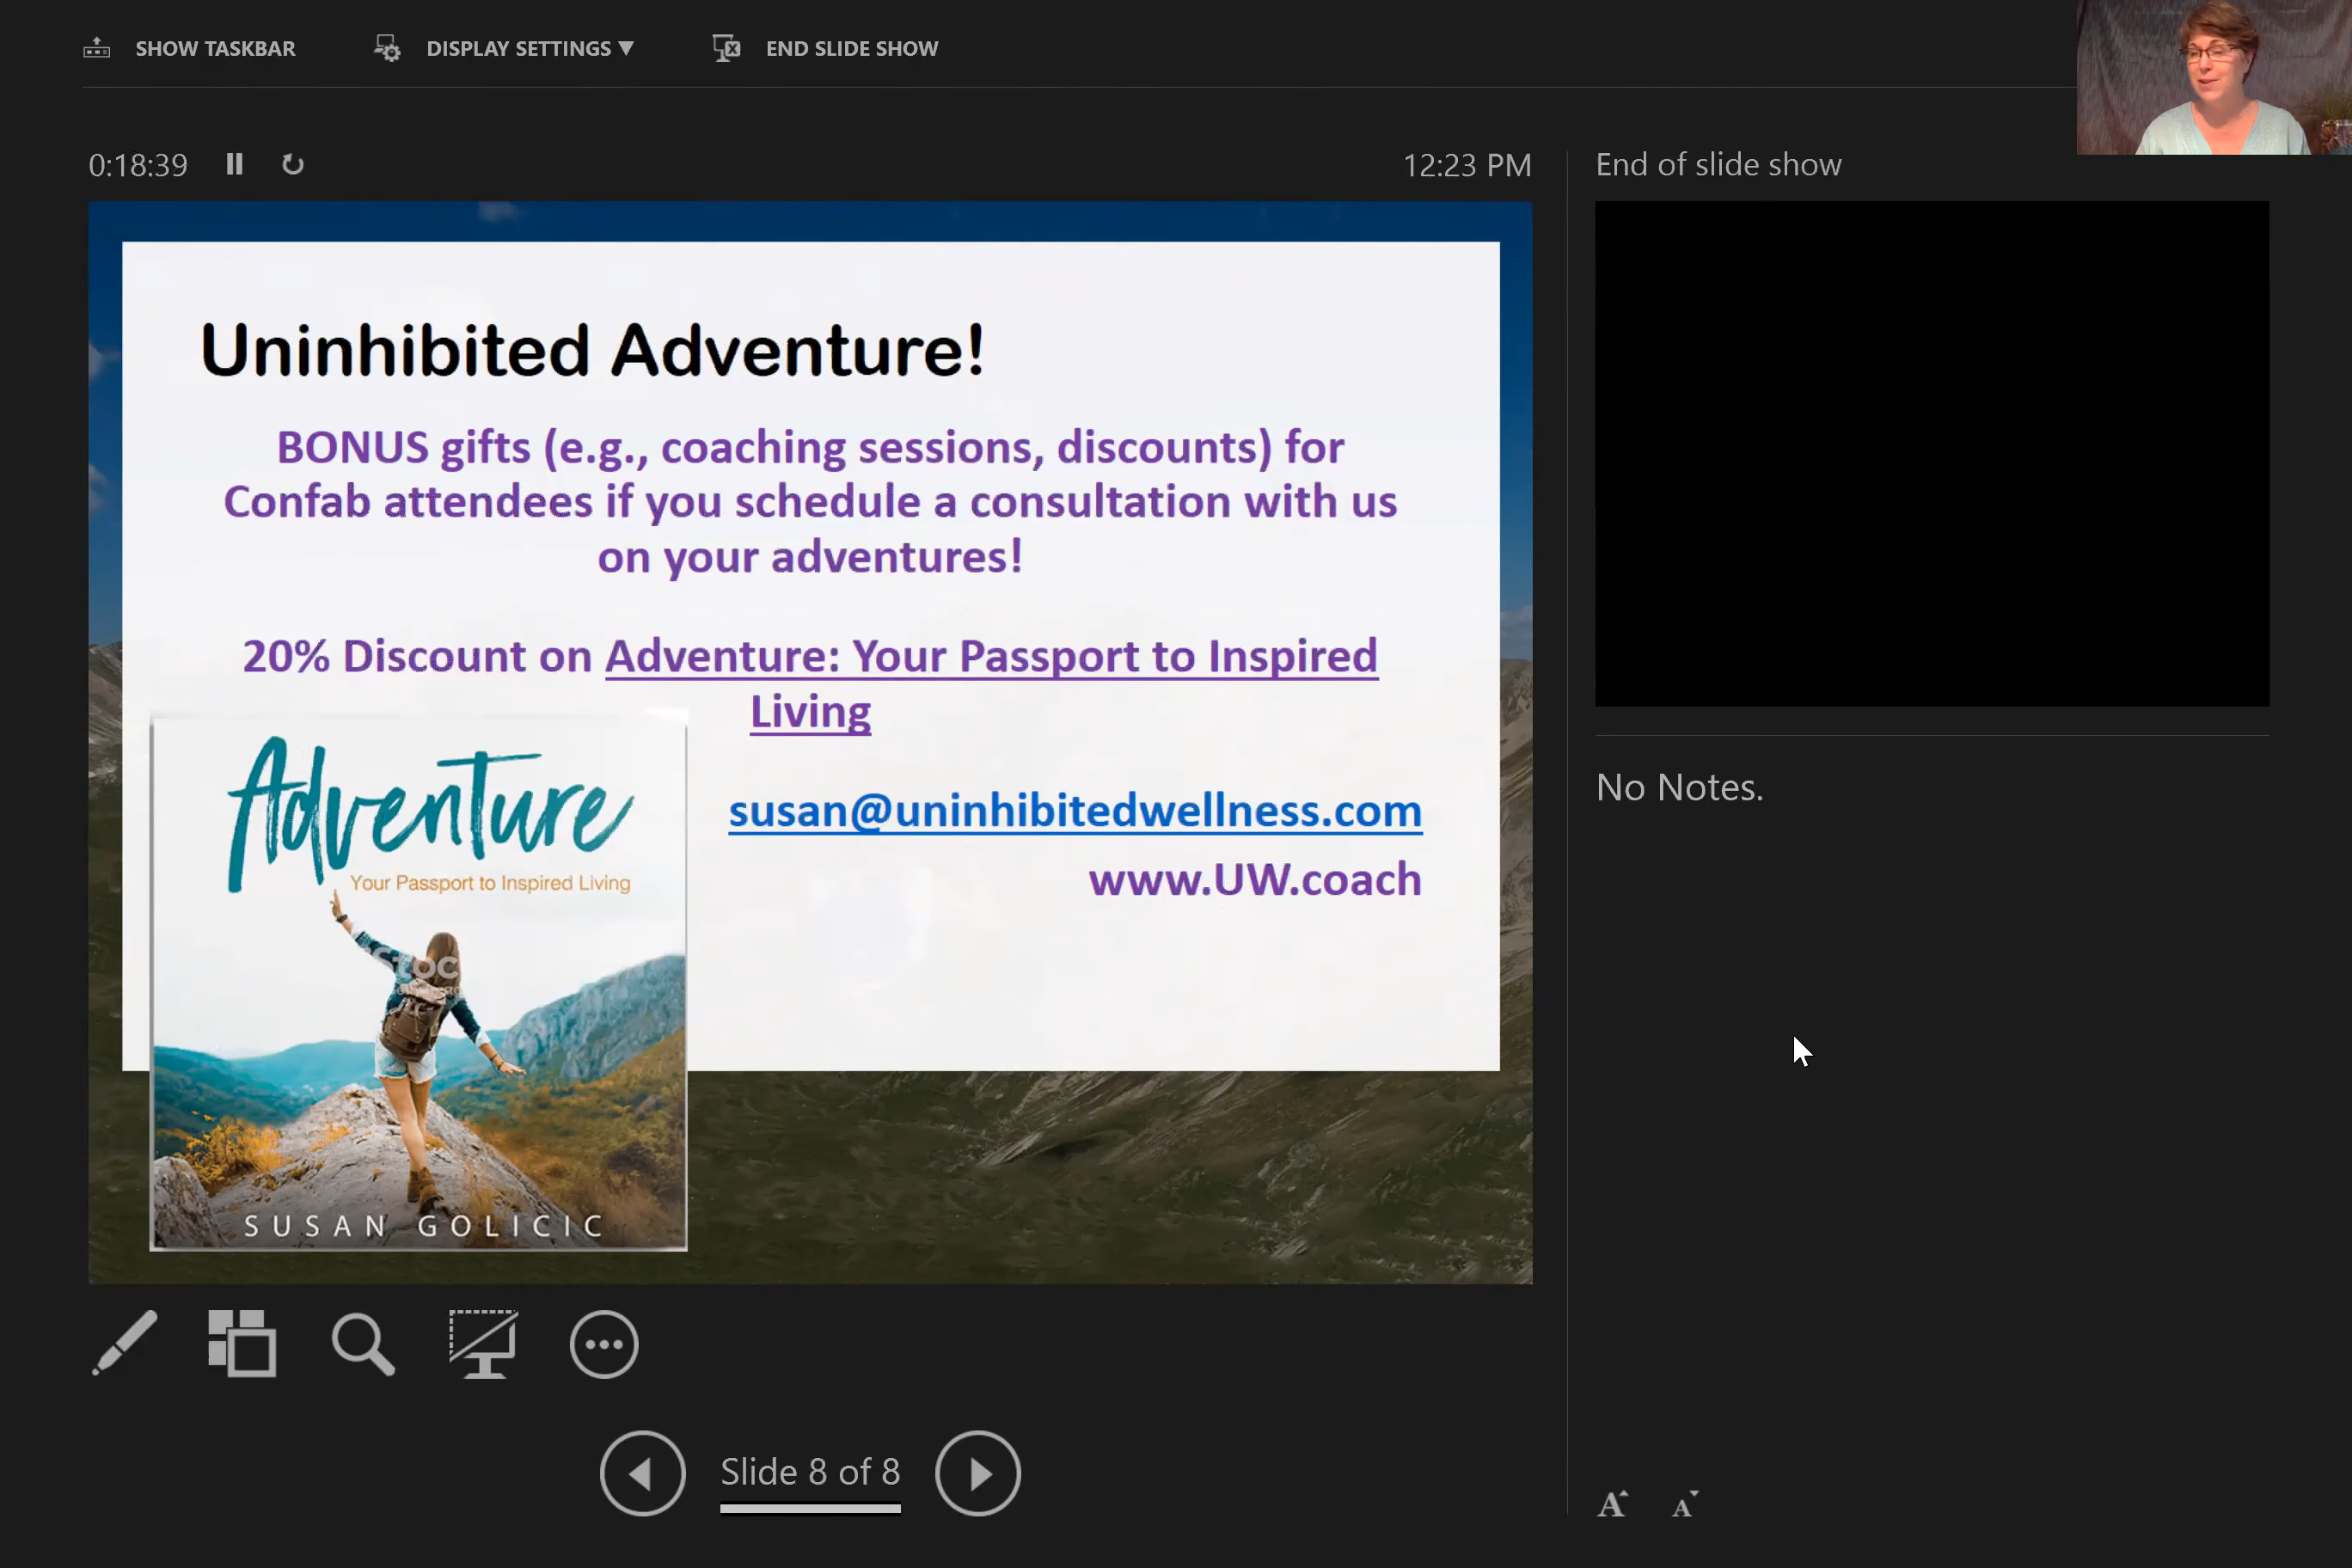 SHOW TASKBAR
DISPLAY SETTINGS ▼
END SLIDE SHOW
0:18:39
12:23 PM
End of slide show
Uninhibited Adventure!
BONUS gifts (e.g., coaching sessions, discounts) for
Confab attendees if you schedule a consultation with us
on your adventures!
20% Discount on Adventure: Your Passport to Inspired
Living
Adventure
Your Passport to Inspired Living
SUSAN GOLICIC
susan@uninhibitedwellness.com
www.UW.coach
No Notes.
Slide 8 of 8
A A